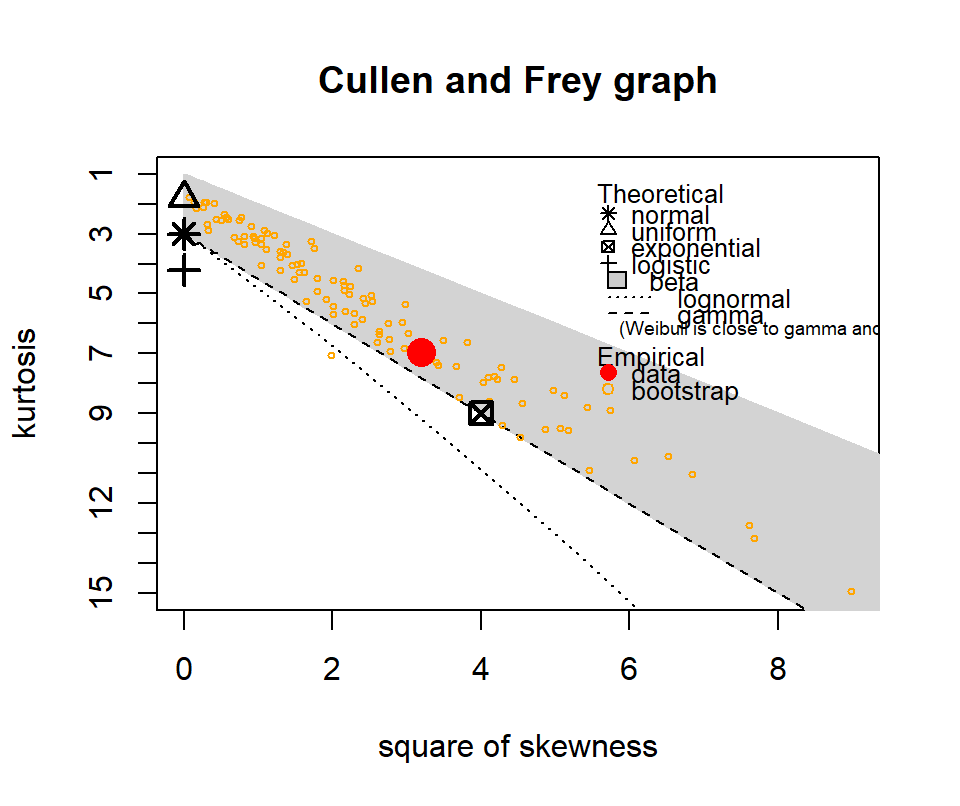 Cullen and Frey graph
kurtosis
1
3
5
7
9
12
15
0
2
4
6
8
square of skewness
Theoretical
normal
uniform
exponential
logistic
beta
lognormal
gamma
(Weibull is close to gamma and
Empirical
data
bootstrap